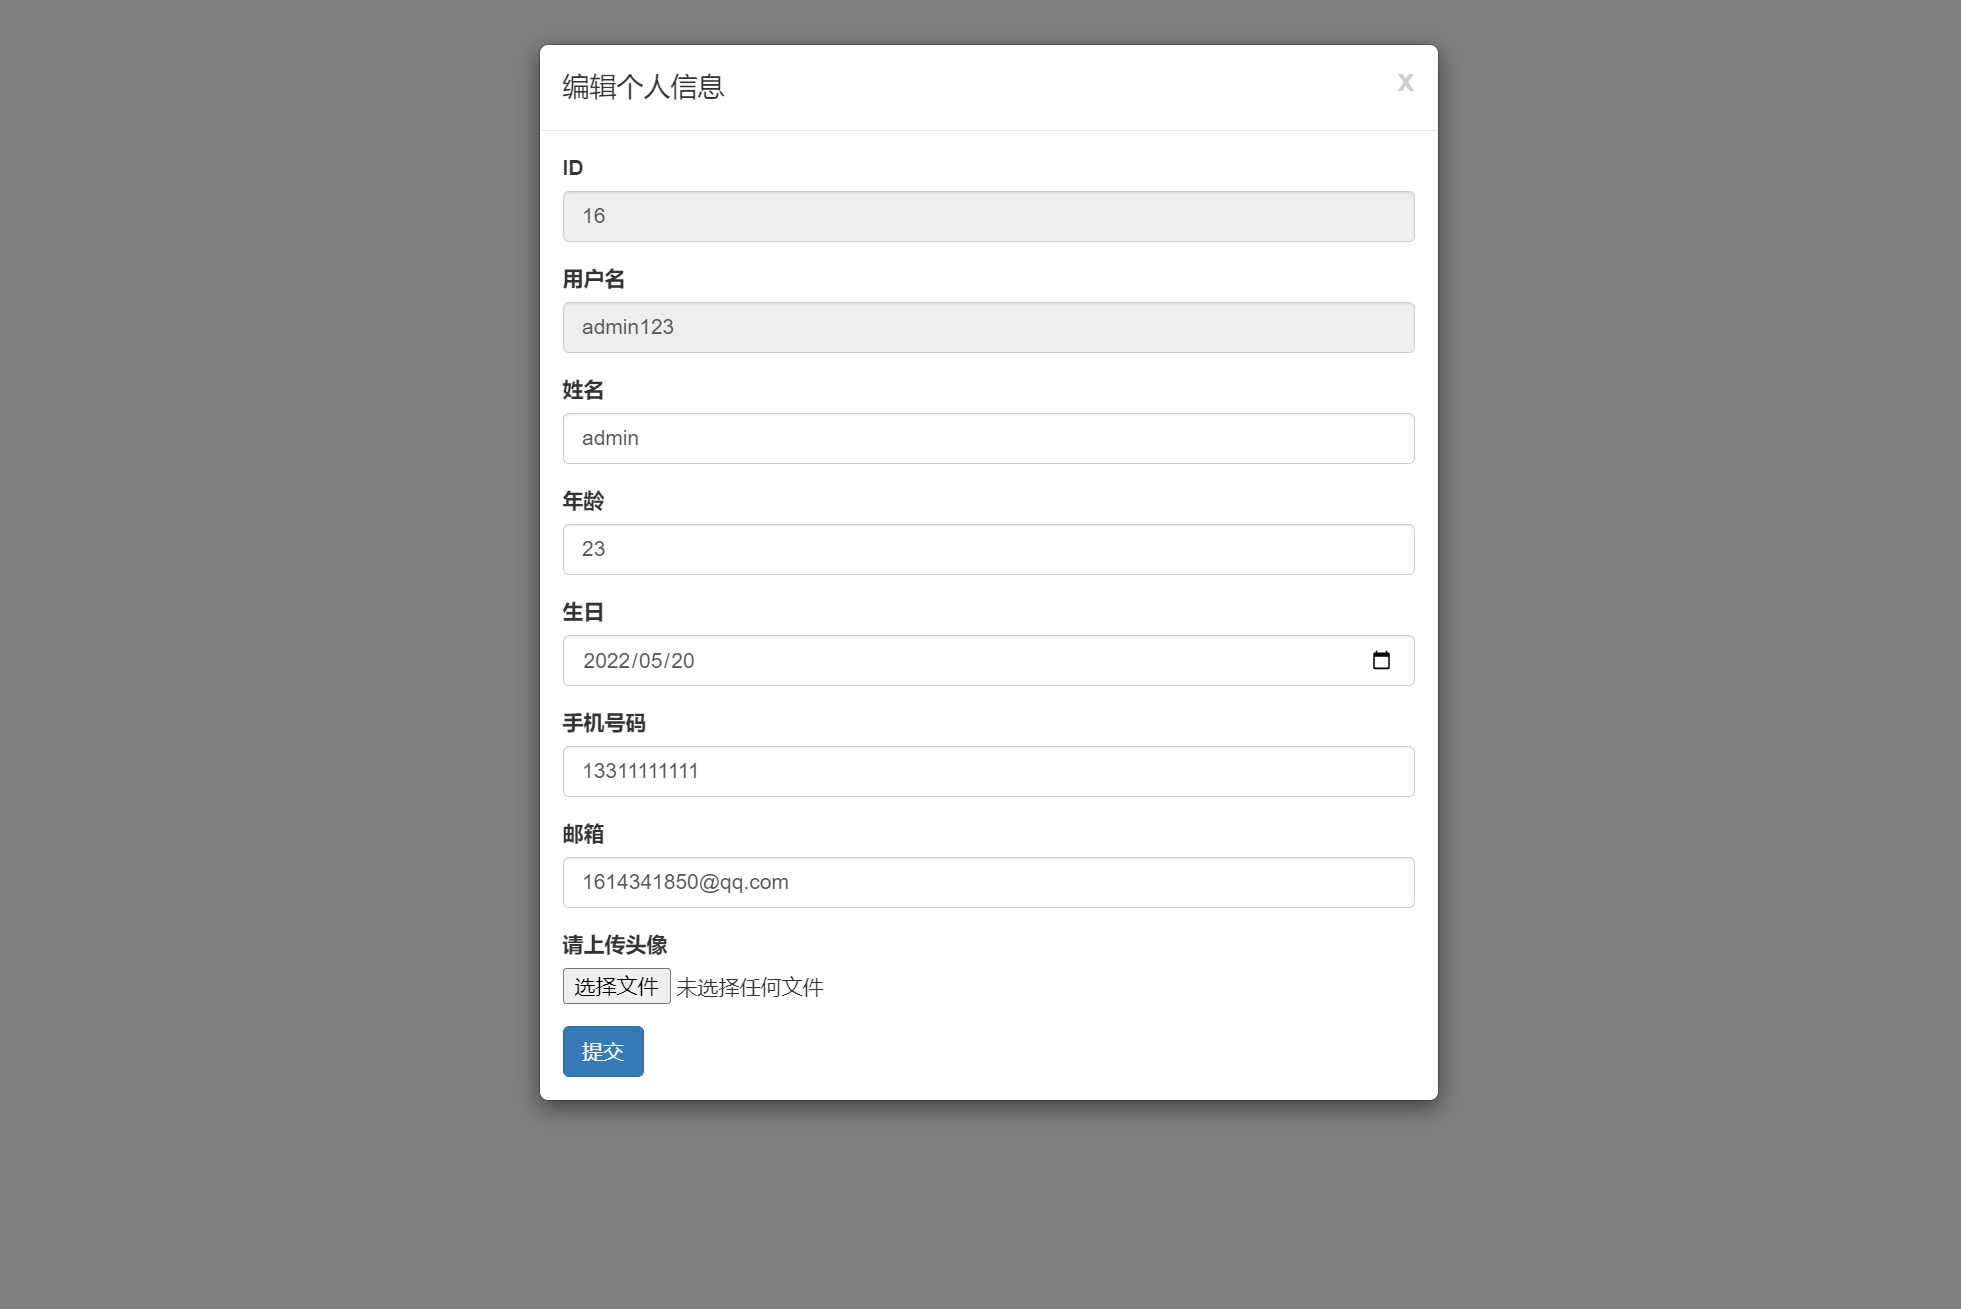 编辑个人信息
x
ID
16
用户名
admin123
姓名
admin
年龄
23
生日
2022/05/20
手机号码
13311111111
邮箱
1614341850@qq.com
请上传头像
选择文件 未选择任何文件
提交